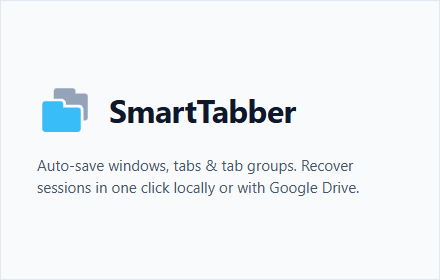 SmartTabber
Auto-save windows, tabs & tab groups. Recover
sessions in one click locally or with Google Drive.